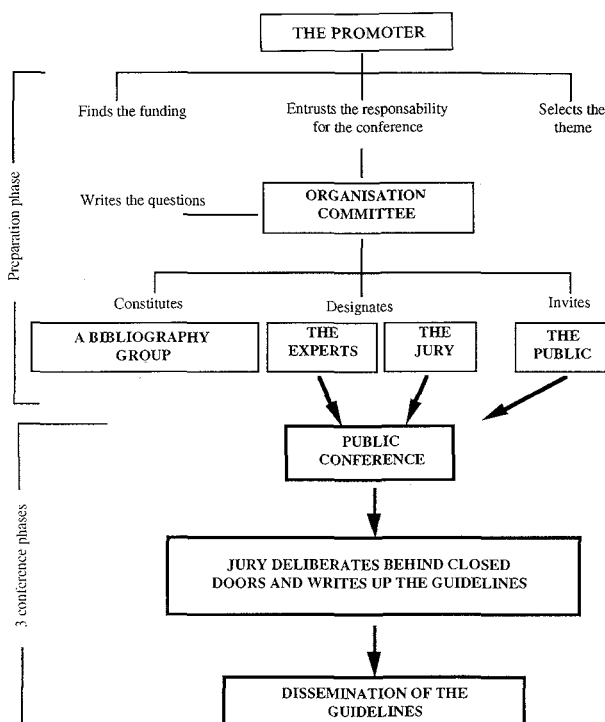 THE PROMOTER
Finds the funding
Entrusts the responsability
for the conference
Selects the
theme
Preparation phase
Writes the questions
ORGANISATION
COMMITTEE
Constitutes
Designates
Invites
A BIBLIOGRAPHY
GROUP
THE
EXPERTS
THE
JURY
THE
PUBLIC
3 conference phases
PUBLIC
CONFERENCE
JURY DELIBERATES BEHIND CLOSED
DOORS AND WRITES UP THE GUIDELINES
DISSEMINATION OF THE
GUIDELINES